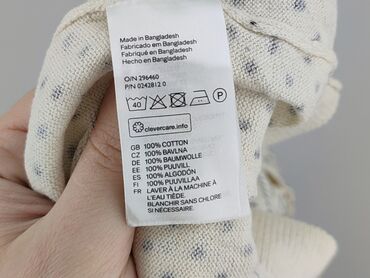 Made in Bangladesh
Fabricado em Bangladesh
Fabriqué en Bangladesh
Hecho en Bangladesh
O/N 296460
P/N 0242812 0
40 P
clevercare.info
GB 100% COTTON
CZ 100% BAVLNA
DE 100% BAUMWOLLE
EE 100% PUUVILL
ES 100% ALGODÓN
FI 100% PUUVILLAA
FR LAVER À LA MACHINE À
L'EAU TIÈDE
BLANCHIR SANS CHLORE
SI NÉCESSAIRE.